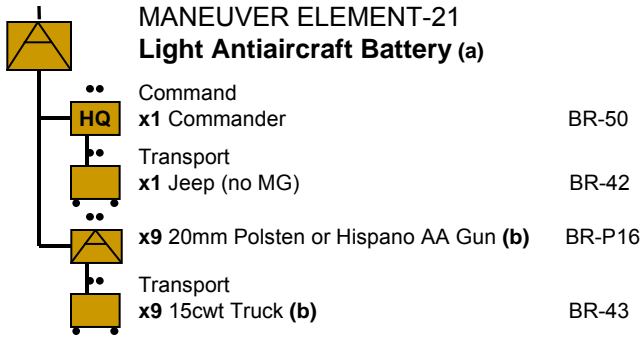 MANEUVER ELEMENT-21
Light Antiaircraft Battery (a)
Command
HQ x1 Commander BR-50
Transport
x1 Jeep (no MG) BR-42
x9 20mm Polsten or Hispano AA Gun (b) BR-P16
Transport
x9 15cwt Truck (b) BR-43